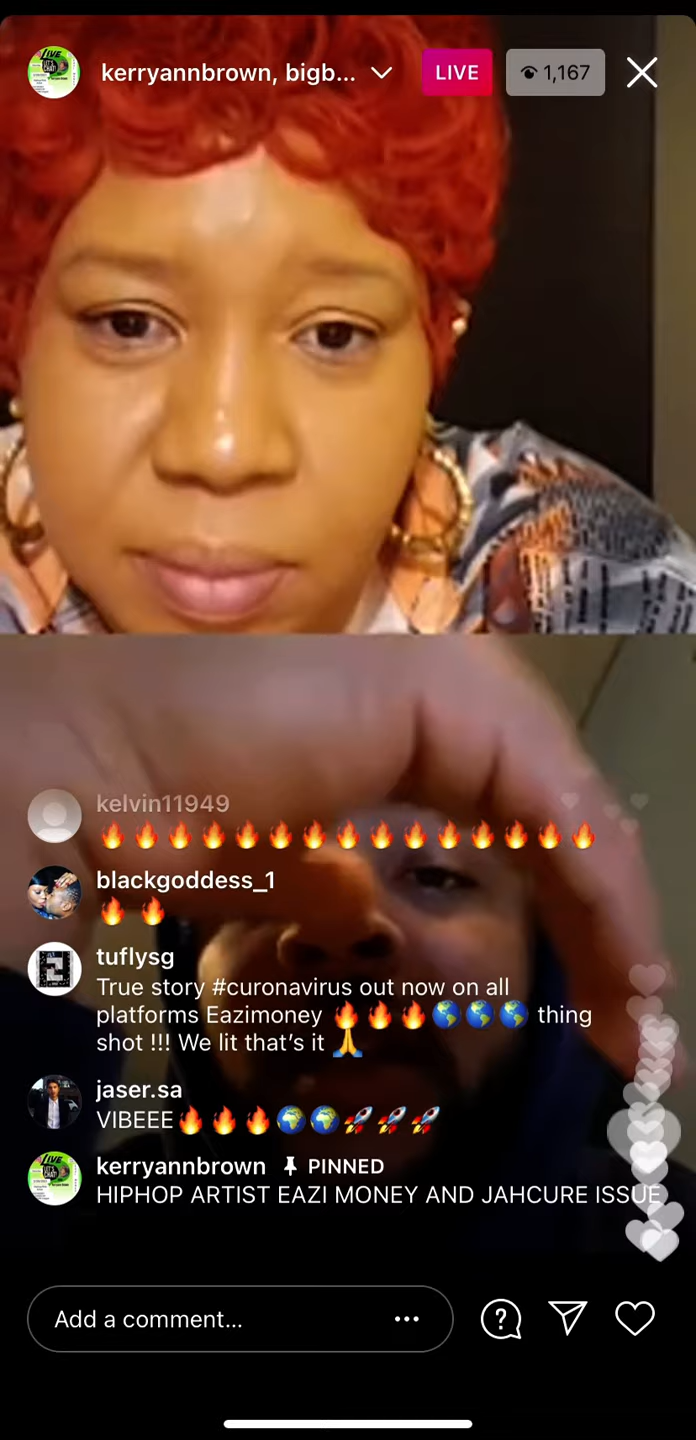 kerryannbrown, bigb...
LIVE
1,167
kelvin11949
🔥🔥🔥🔥🔥🔥🔥🔥🔥🔥🔥🔥🔥🔥🔥
blackgoddess_1
🔥🔥
tuflysg
True story #curonavirus out now on all
platforms Eazimoney 🔥🔥🔥🌎🌎🌎 thing
shot !!! We lit that's it 🙏
jaser.sa
VIBEEE🔥🔥🔥🌍🌍🚀🚀🚀
kerryannbrown PINNED
HIPHOP ARTIST EAZI MONEY AND JAHCURE ISSUE
Add a comment...